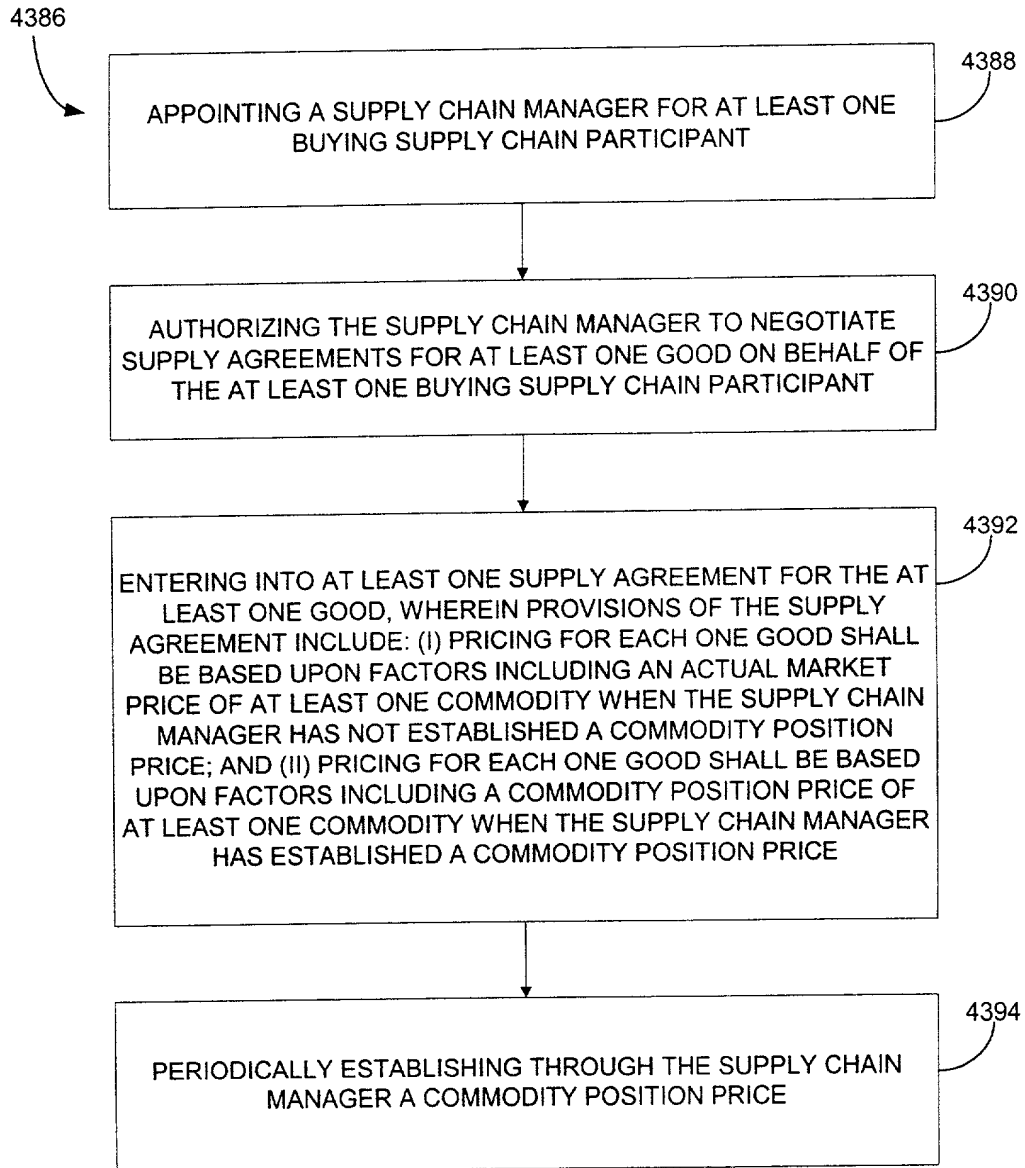 4386
4388
APPOINTING A SUPPLY CHAIN MANAGER FOR AT LEAST ONE
BUYING SUPPLY CHAIN PARTICIPANT
4390
AUTHORIZING THE SUPPLY CHAIN MANAGER TO NEGOTIATE
SUPPLY AGREEMENTS FOR AT LEAST ONE GOOD ON BEHALF OF
THE AT LEAST ONE BUYING SUPPLY CHAIN PARTICIPANT
4392
ENTERING INTO AT LEAST ONE SUPPLY AGREEMENT FOR THE AT
LEAST ONE GOOD, WHEREIN PROVISIONS OF THE SUPPLY
AGREEMENT INCLUDE: (I) PRICING FOR EACH ONE GOOD SHALL
BE BASED UPON FACTORS INCLUDING AN ACTUAL MARKET
PRICE OF AT LEAST ONE COMMODITY WHEN THE SUPPLY CHAIN
MANAGER HAS NOT ESTABLISHED A COMMODITY POSITION
PRICE; AND (II) PRICING FOR EACH ONE GOOD SHALL BE BASED
UPON FACTORS INCLUDING A COMMODITY POSITION PRICE OF
AT LEAST ONE COMMODITY WHEN THE SUPPLY CHAIN MANAGER
HAS ESTABLISHED A COMMODITY POSITION PRICE
4394
PERIODICALLY ESTABLISHING THROUGH THE SUPPLY CHAIN
MANAGER A COMMODITY POSITION PRICE